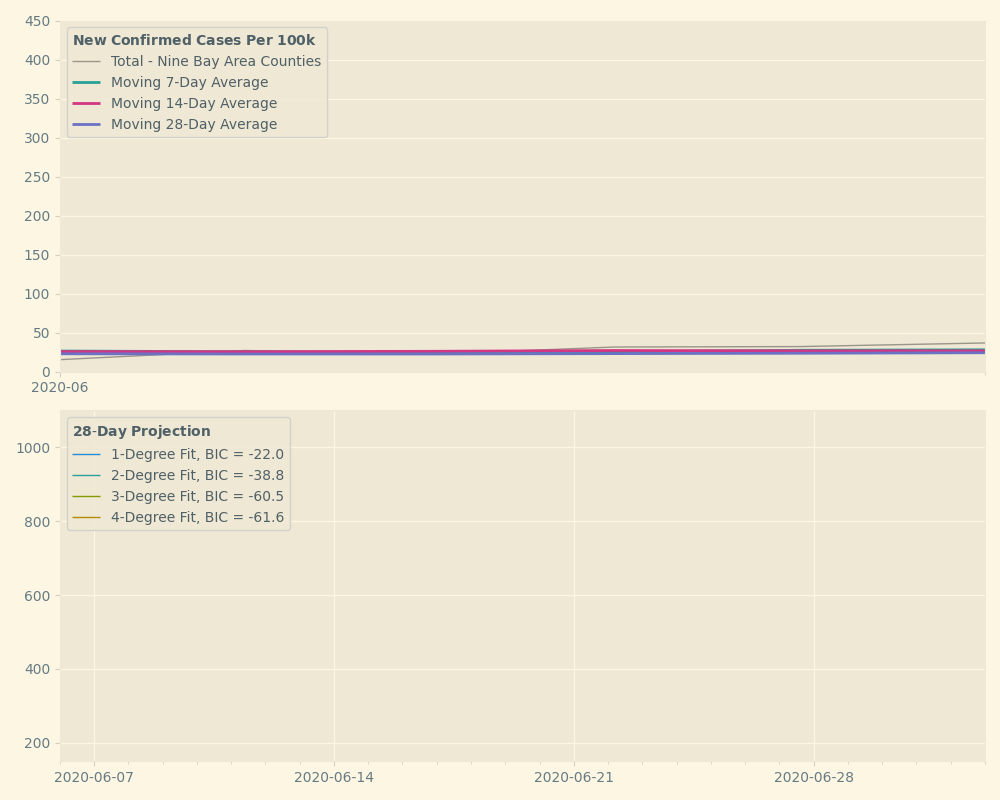 450
400
350
300
250
200
150
100
50
0
New Confirmed Cases Per 100k
Total - Nine Bay Area Counties
Moving 7-Day Average
Moving 14-Day Average
Moving 28-Day Average
2020-06
1000
800
600
400
200
28-Day Projection
1-Degree Fit, BIC = -22.0
2-Degree Fit, BIC = -38.8
3-Degree Fit, BIC = -60.5
4-Degree Fit, BIC = -61.6
2020-06-07
2020-06-14
2020-06-21
2020-06-28